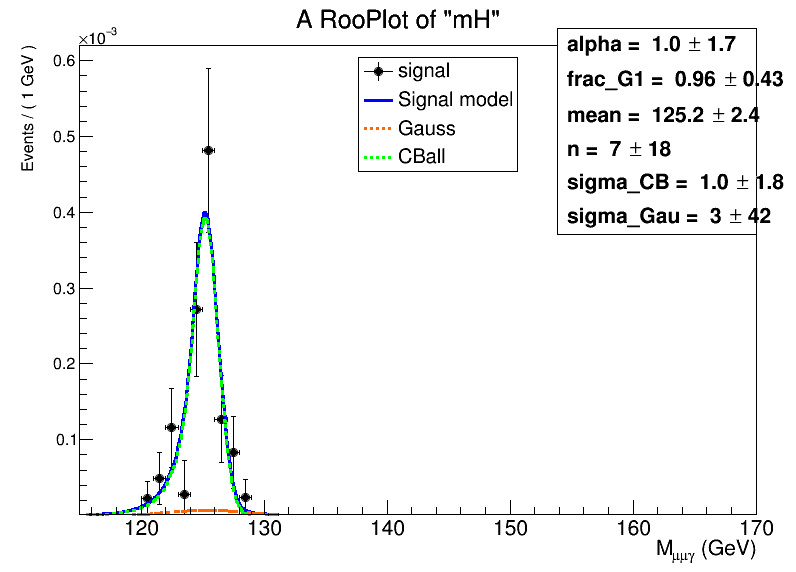 A RooPlot of "mH"
×10⁻³
Events / ( 1 GeV )
0.6
0.5
0.4
0.3
0.2
0.1
signal
Signal model
Gauss
CBall
alpha = 1.0 ± 1.7
frac_G1 = 0.96 ± 0.43
mean = 125.2 ± 2.4
n = 7 ± 18
sigma_CB = 1.0 ± 1.8
sigma_Gau = 3 ± 42
120 130 140 150 160 170
M_μμγ (GeV)